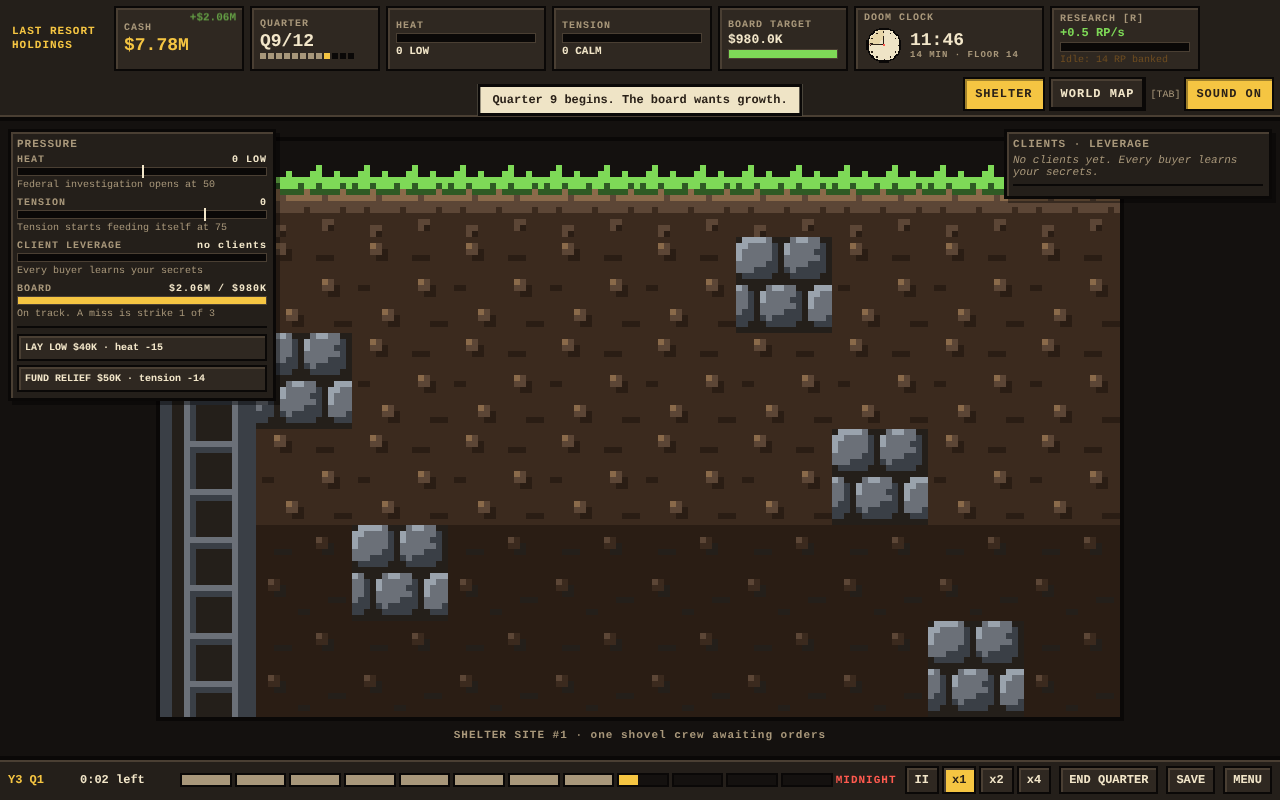 LAST RESORT
HOLDINGS
+$2.06M
CASH
$7.78M
QUARTER
Q9/12
HEAT
0 LOW
TENSION
0 CALM
BOARD TARGET
$980.0K
DOOM CLOCK
11:46
14 MIN · FLOOR 14
RESEARCH [R]
+0.5 RP/s
Idle: 14 RP banked
Quarter 9 begins. The board wants growth.
SHELTER
WORLD MAP
[TAB]
SOUND ON
PRESSURE
HEAT 0 LOW
Federal investigation opens at 50
TENSION 0
Tension starts feeding itself at 75
CLIENT LEVERAGE no clients
Every buyer learns your secrets
BOARD $2.06M / $980K
On track. A miss is strike 1 of 3
LAY LOW $40K · heat -15
FUND RELIEF $50K · tension -14
CLIENTS · LEVERAGE
No clients yet. Every buyer learns
your secrets.
SHELTER SITE #1 · one shovel crew awaiting orders
Y3 Q1
0:02 left
MIDNIGHT
II
x1
x2
x4
END QUARTER
SAVE
MENU